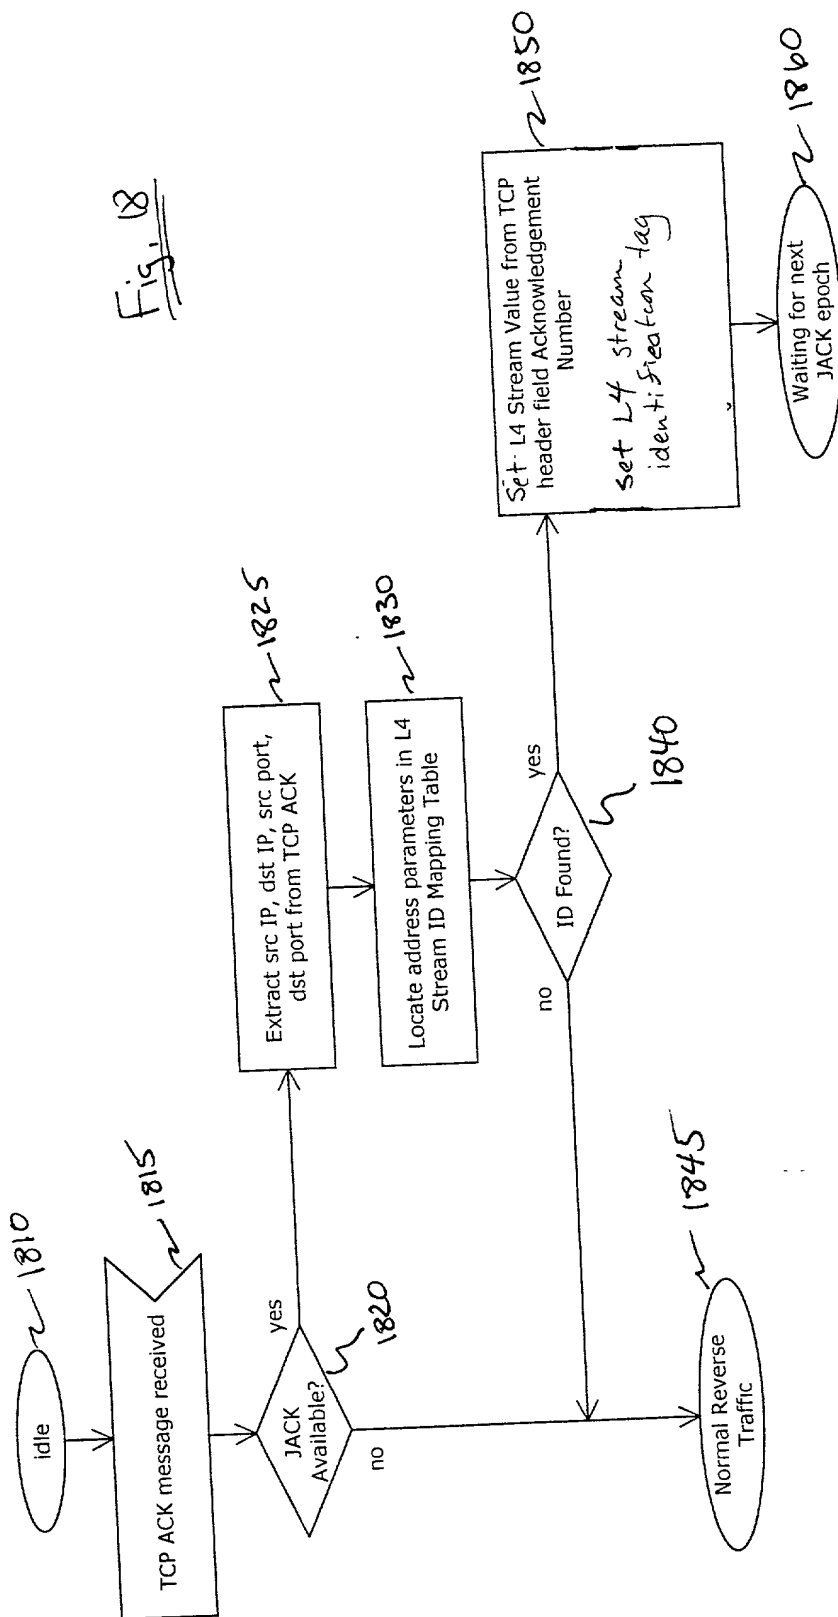 Fig. 18
idle
1810
TCP ACK message received
1815
JACK
Available?
1820
yes
no
Extract src IP, dst IP, src port,
dst port from TCP ACK
1825
Locate address parameters in L4
Stream ID Mapping Table
1830
ID Found?
1840
yes
no
Normal Reverse
Traffic
1845
Set L4 Stream Value from TCP
header field Acknowledgement
Number
set L4 stream
identification tag
1850
Waiting for next
JACK epoch
1860